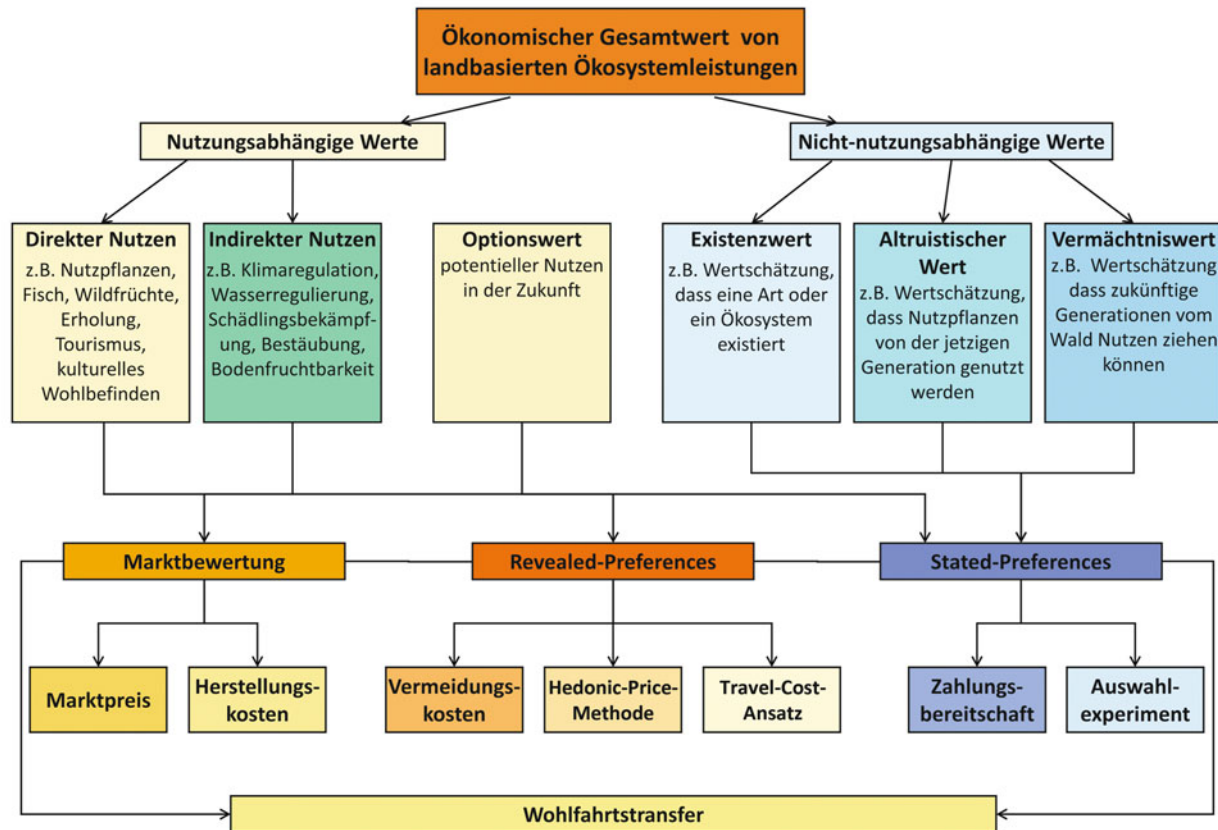 Ökonomischer Gesamtwert von
landbasierten Ökosystemleistungen
Nutzungsabhängige Werte
Nicht-nutzungsabhängige Werte
Direkter Nutzen
z.B. Nutzpflanzen,
Fisch, Wildfrüchte,
Erholung,
Tourismus,
kulturelles
Wohlbefinden
Indirekter Nutzen
z.B. Klimaregulation,
Wasserregulierung,
Schädlingsbekämpf-
ung, Bestäubung,
Bodenfruchtbarkeit
Optionswert
potentieller Nutzen
in der Zukunft
Existenzwert
z.B. Wertschätzung,
dass eine Art oder
ein Ökosystem
existiert
Altruistischer
Wert
z.B. Wertschätzung,
dass Nutzpflanzen
von der jetzigen
Generation genutzt
werden
Vermächtniswert
z.B. Wertschätzung,
dass zukünftige
Generationen vom
Wald Nutzen ziehen
können
Marktbewertung
Revealed-Preferences
Stated-Preferences
Marktpreis
Herstellungs-
kosten
Vermeidungs-
kosten
Hedonic-Price-
Methode
Travel-Cost-
Ansatz
Zahlungs-
bereitschaft
Auswahl-
experiment
Wohlfahrtstransfer